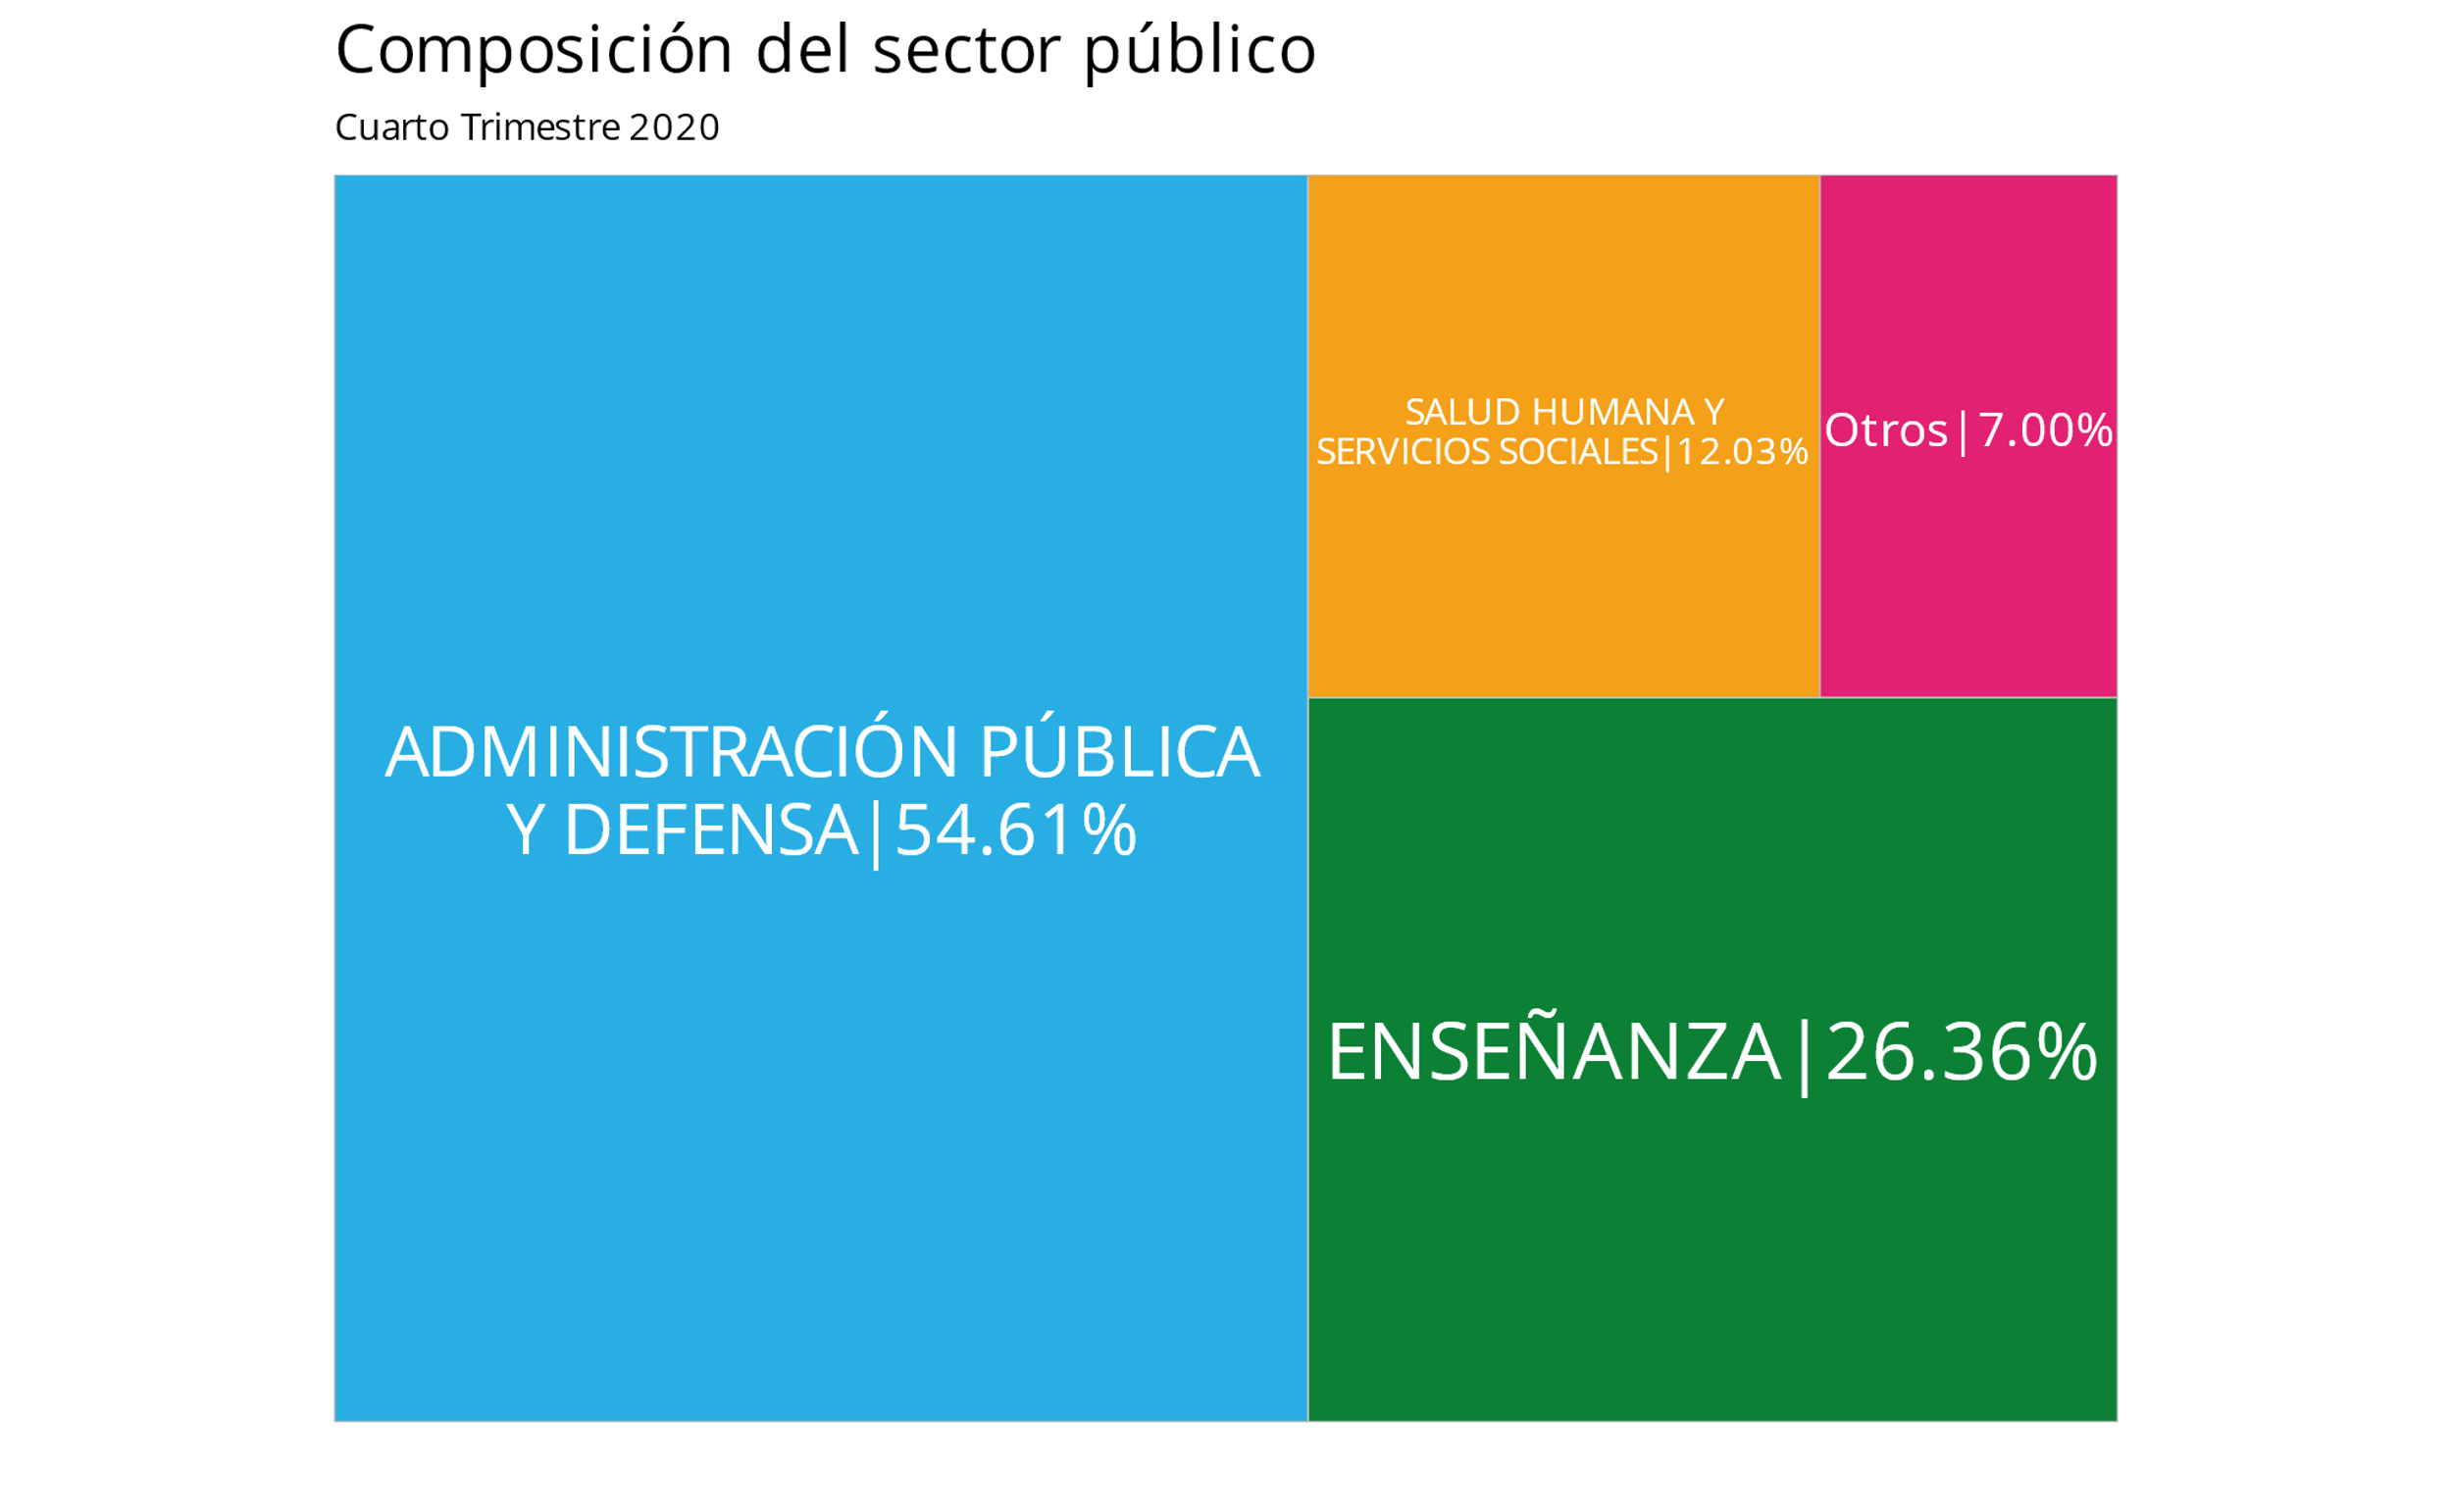 Composición del sector público
Cuarto Trimestre 2020
ADMINISTRACIÓN PÚBLICA
Y DEFENSA|54.61%
SALUD HUMANA Y
SERVICIOS SOCIALES|12.03%
Otros|7.00%
ENSEÑANZA|26.36%